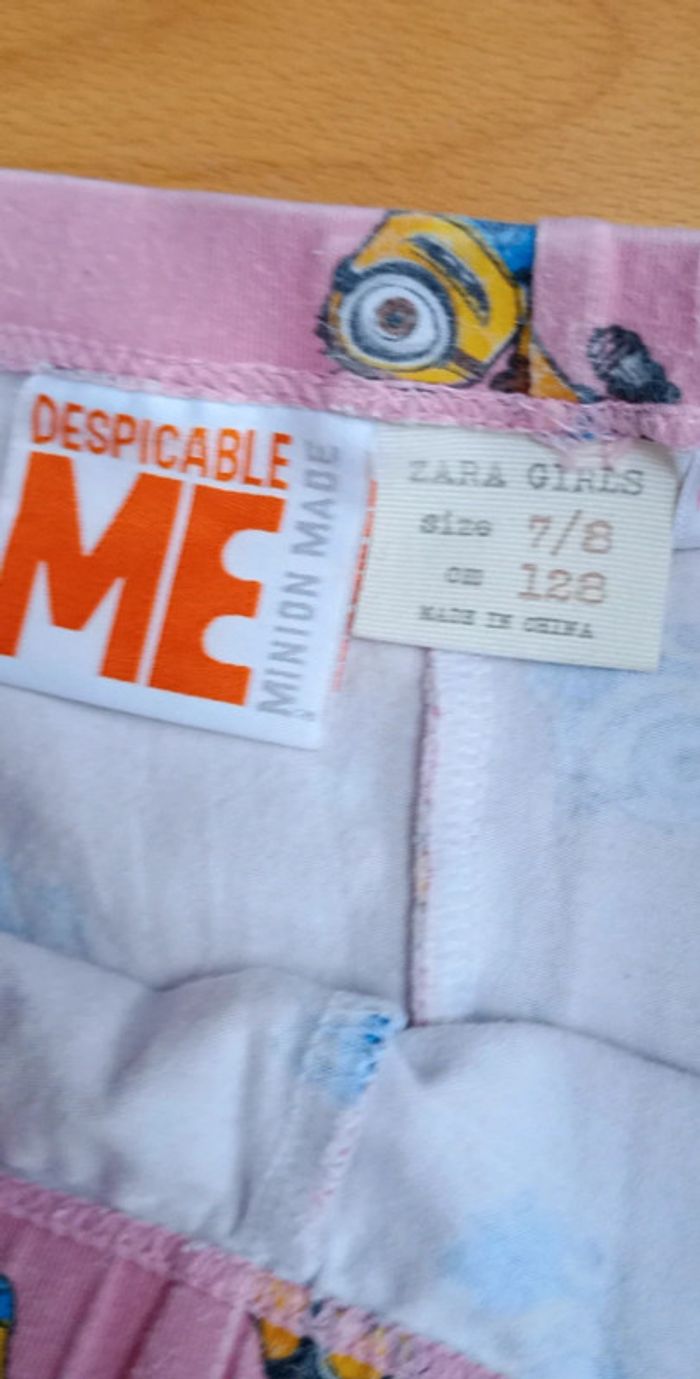 DESPICABLE
ME
MINION MADE
ZARA GIRLS
size 7/8
cm 128
MADE IN CHINA